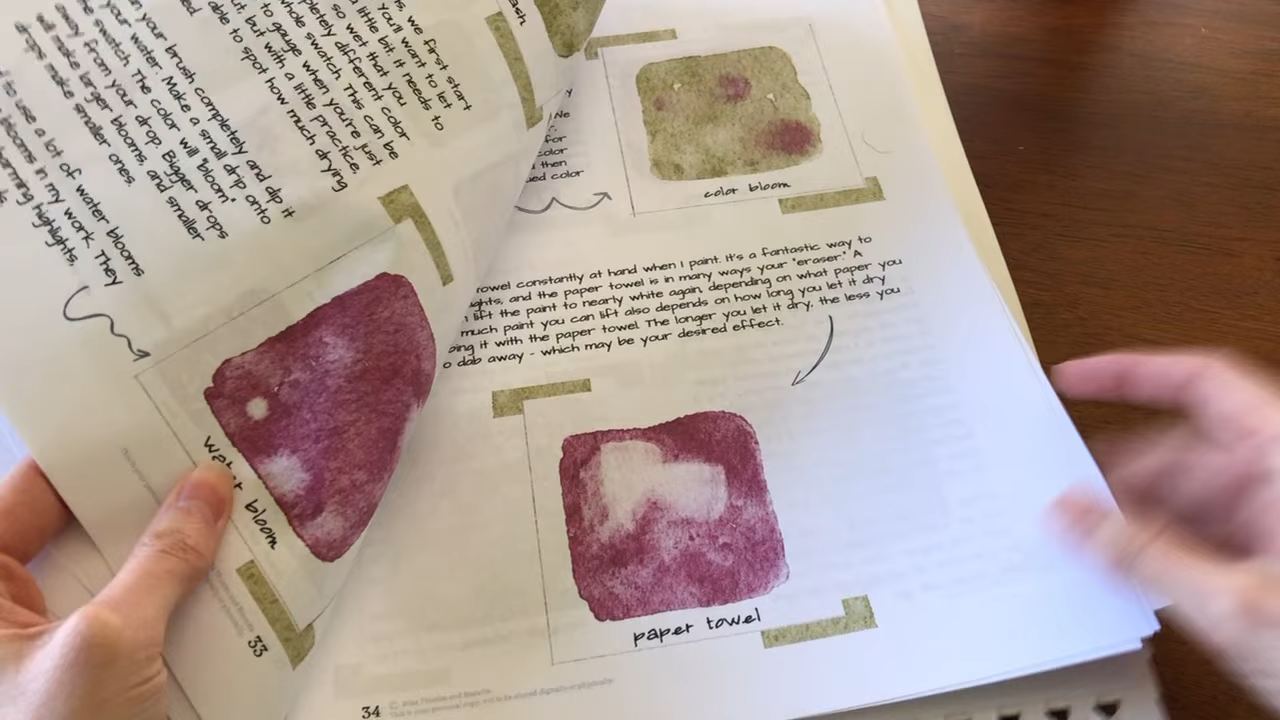 ash
s, we first start
You'll want to let
a little bit. It needs to
so wet that you
pletely different color
whole swatch. This can be
to gauge when you're just
ut, but with a little practice,
able to spot how much drying
your brush completely and dip it
your water. Make a small drip onto
the swatch. The color will "bloom"
away from your drop. Bigger drops
will make larger blooms, and smaller
drops make smaller ones.
to use a lot of water blooms
blooms in my work. They
forming highlights,
water bloom
33
for
color
then
color
color bloom
towel constantly at hand when I paint. It's a fantastic way to
and the paper towel is in many ways your "eraser." A
lift the paint to nearly white again, depending on what paper you
much paint you can lift also depends on how long you let it dry
it with the paper towel. The longer you let it dry, the less you
o dab away - which may be your desired effect.
paper towel
34